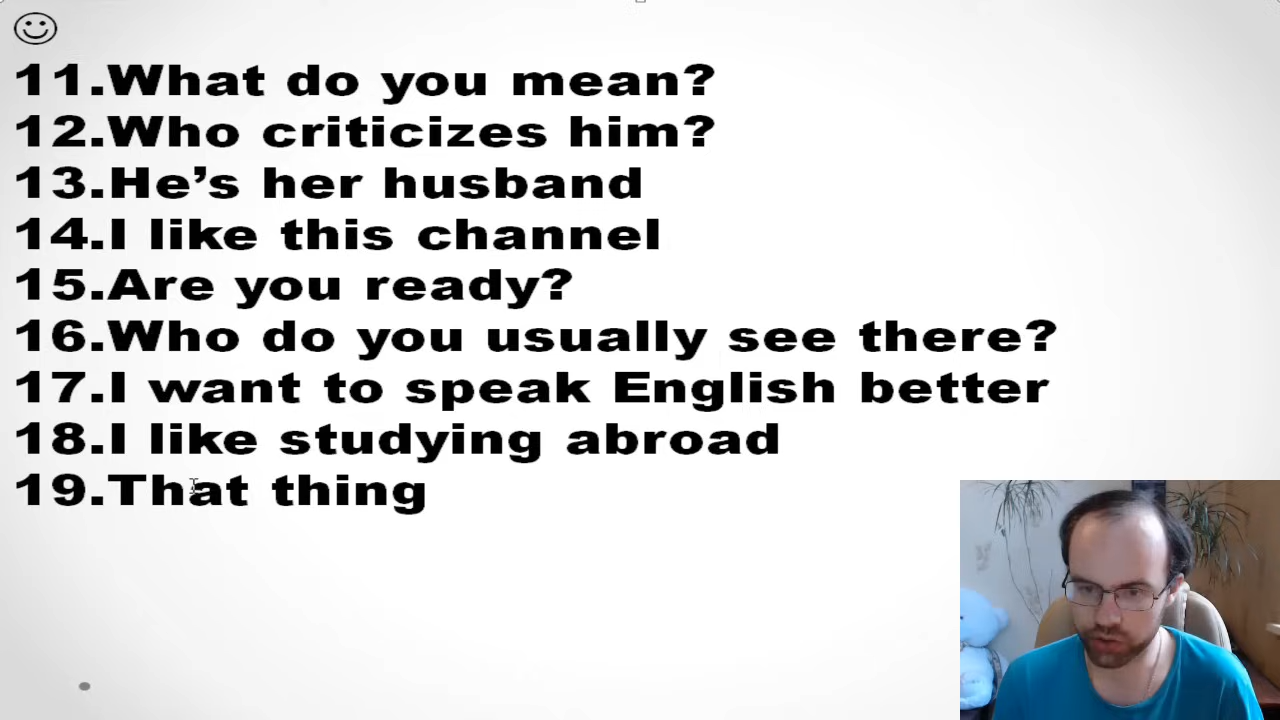 11.What do you mean?
12.Who criticizes him?
13.He’s her husband
14.I like this channel
15.Are you ready?
16.Who do you usually see there?
17.I want to speak English better
18.I like studying abroad
19.That thing